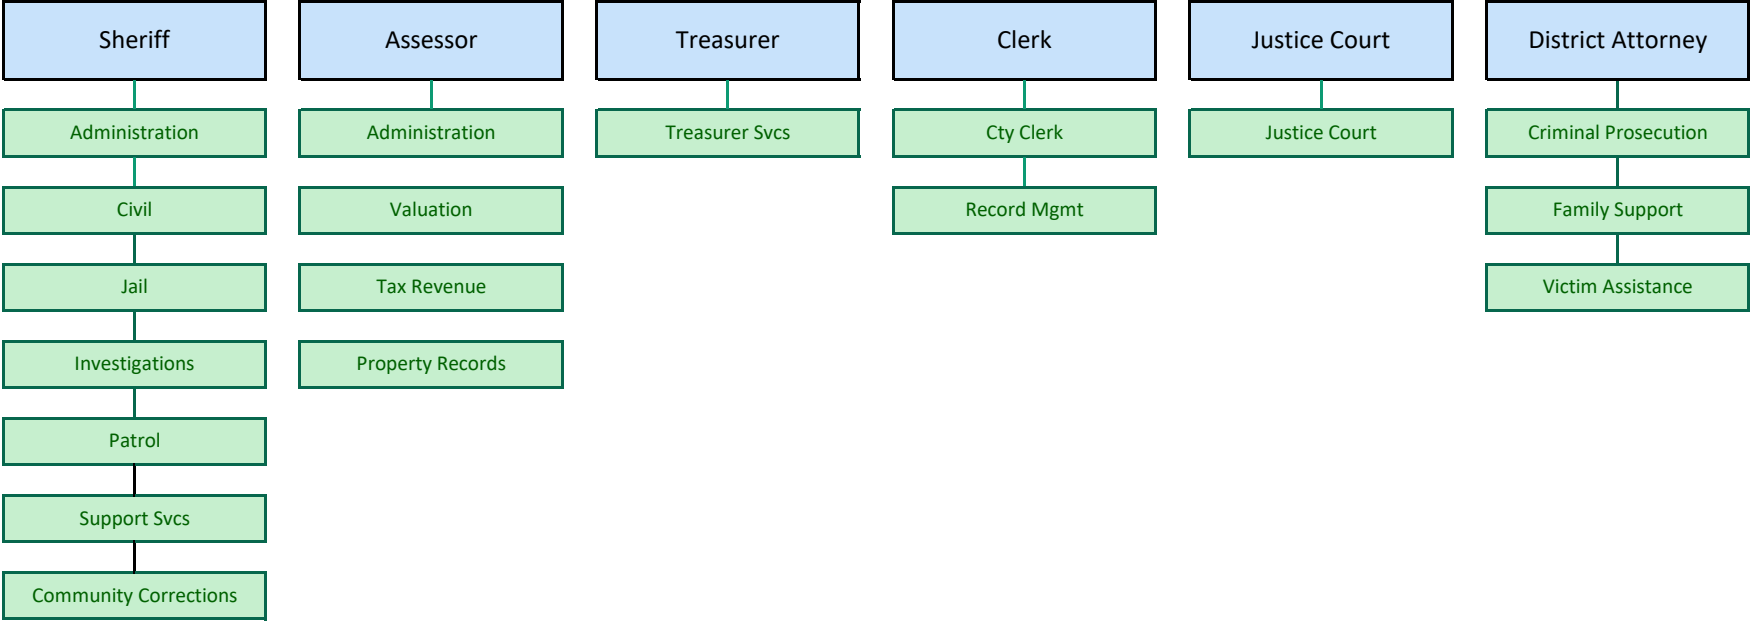 Sheriff
Assessor
Treasurer
Clerk
Justice Court
District Attorney
Administration
Administration
Treasurer Svcs
Cty Clerk
Justice Court
Criminal Prosecution
Civil
Valuation
Record Mgmt
Family Support
Jail
Tax Revenue
Victim Assistance
Investigations
Property Records
Patrol
Support Svcs
Community Corrections